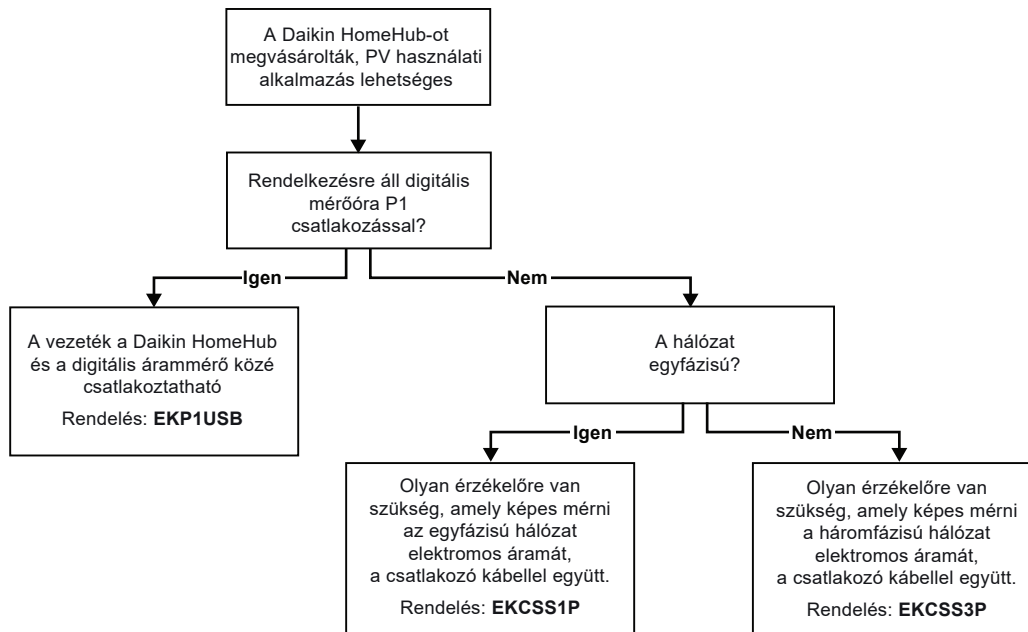 A Daikin HomeHub-ot
megvásárolták, PV használati
alkalmazás lehetséges
Rendelkezésre áll digitális
mérőóra P1
csatlakozással?
Igen
Nem
A vezeték a Daikin HomeHub
és a digitális árammérő közé
csatlakoztatható
Rendelés: EKP1USB
A hálózat
egyfázisú?
Igen
Nem
Olyan érzékelőre van
szükség, amely képes mérni
az egyfázisú hálózat
elektromos áramát,
a csatlakozó kábellel együtt.
Rendelés: EKCSS1P
Olyan érzékelőre van
szükség, amely képes mérni
a háromfázisú hálózat
elektromos áramát,
a csatlakozó kábellel együtt.
Rendelés: EKCSS3P